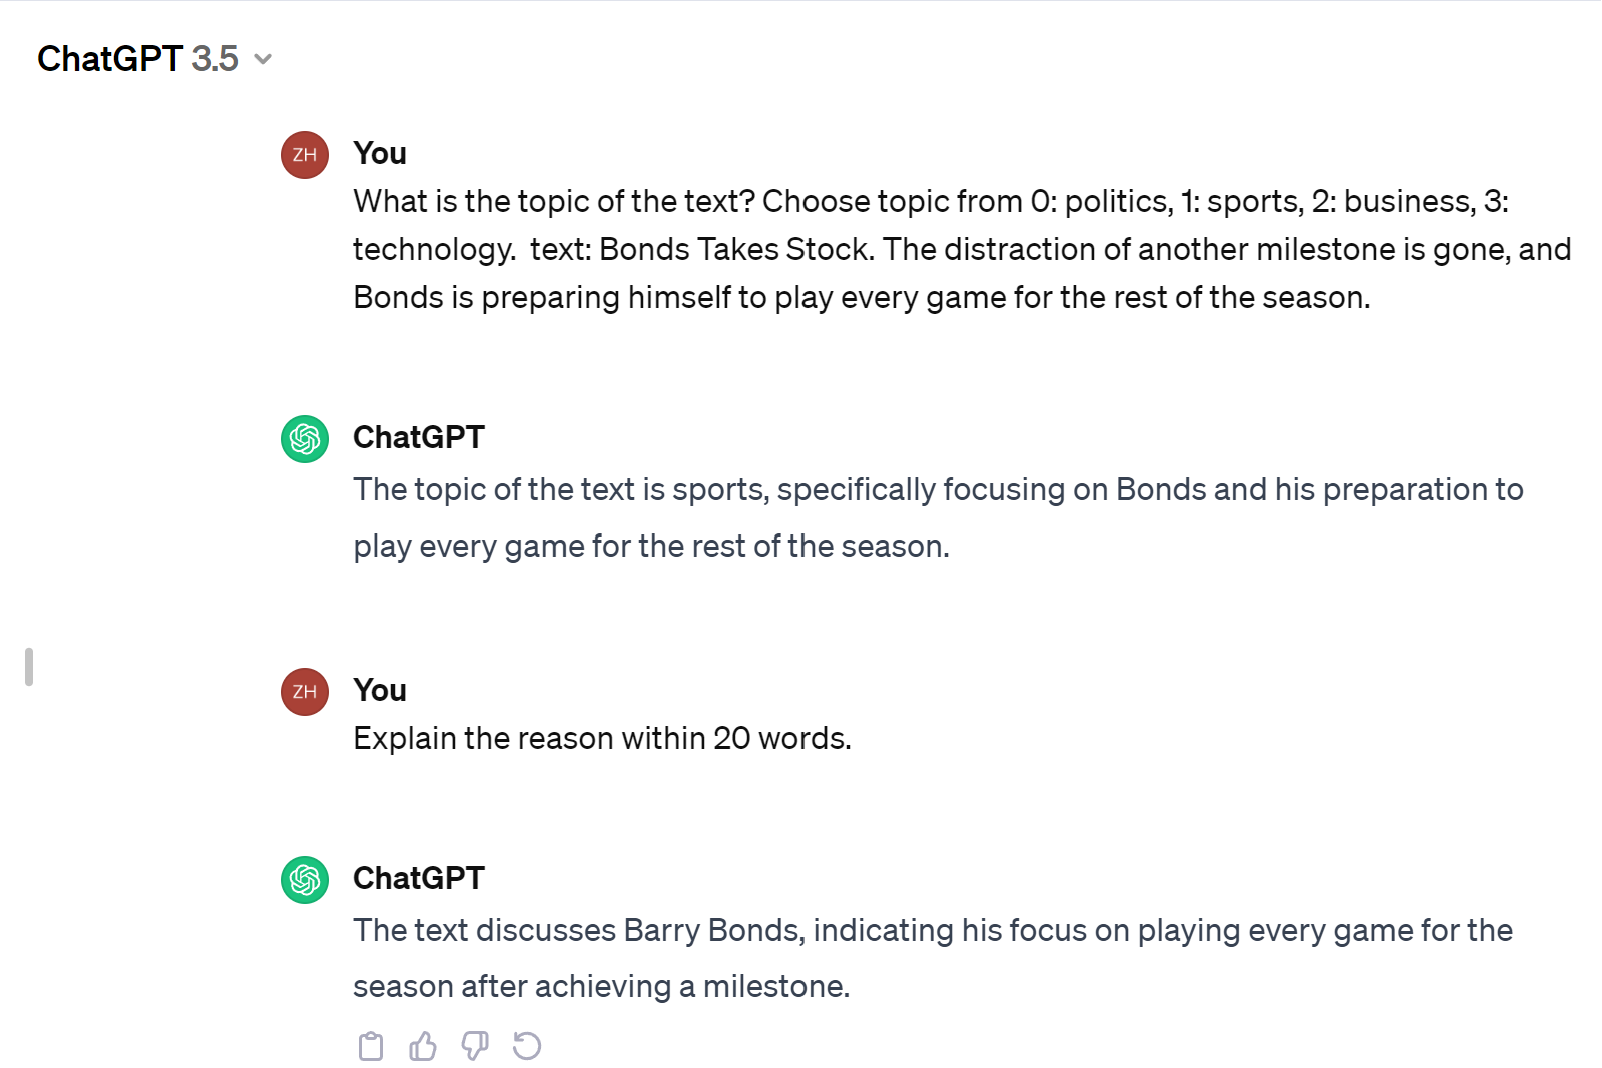 ChatGPT 3.5
ZH
You
What is the topic of the text? Choose topic from 0: politics, 1: sports, 2: business, 3:
technology.  text: Bonds Takes Stock. The distraction of another milestone is gone, and
Bonds is preparing himself to play every game for the rest of the season.
ChatGPT
The topic of the text is sports, specifically focusing on Bonds and his preparation to
play every game for the rest of the season.
ZH
You
Explain the reason within 20 words.
ChatGPT
The text discusses Barry Bonds, indicating his focus on playing every game for the
season after achieving a milestone.